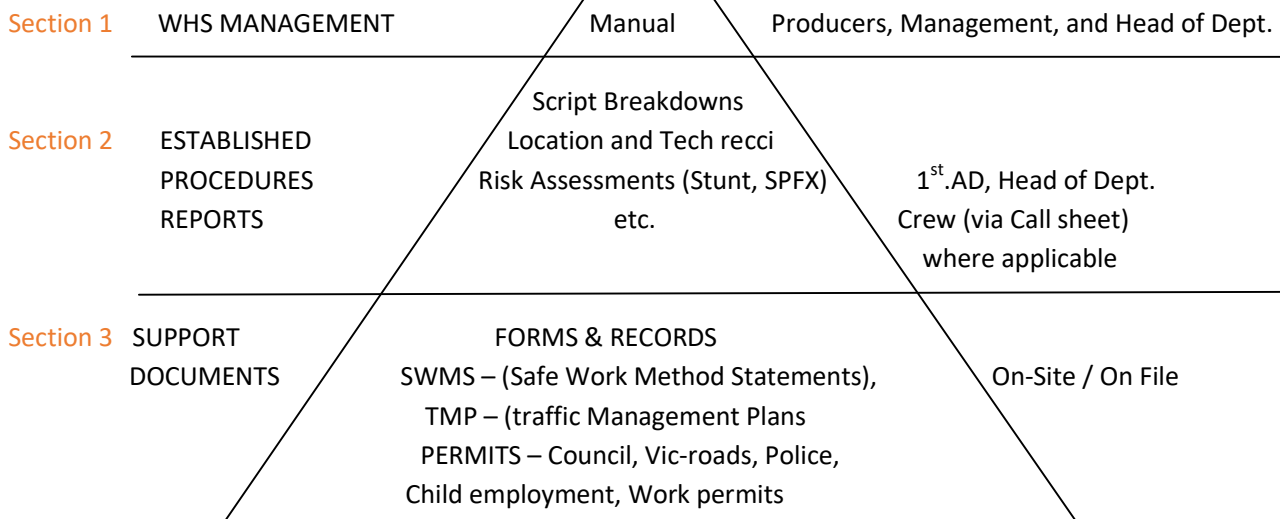 Section 1 WHS MANAGEMENT Manual Producers, Management, and Head of Dept.
Script Breakdowns
Section 2 ESTABLISHED Location and Tech recci
PROCEDURES Risk Assessments (Stunt, SPFX) 1st.AD, Head of Dept.
REPORTS etc. Crew (via Call sheet)
where applicable
Section 3 SUPPORT FORMS & RECORDS
DOCUMENTS SWMS – (Safe Work Method Statements), On-Site / On File
TMP – (traffic Management Plans
PERMITS – Council, Vic-roads, Police,
Child employment, Work permits